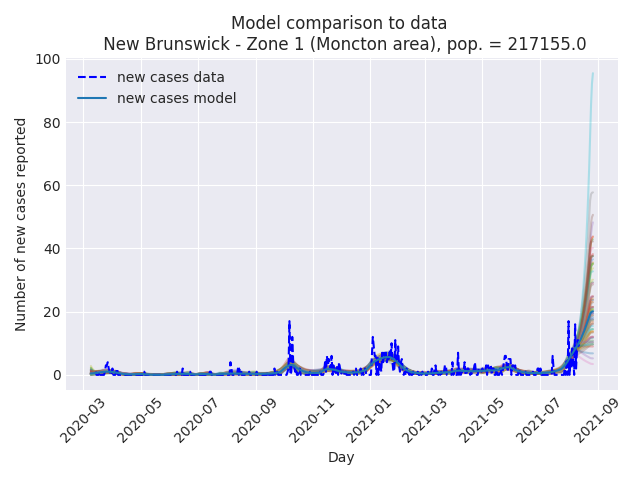 Model comparison to data
New Brunswick - Zone 1 (Moncton area), pop. = 217155.0
new cases data
new cases model
Number of new cases reported
100
80
60
40
20
0
2020-03
2020-05
2020-07
2020-09
2020-11
2021-01
2021-03
2021-05
2021-07
2021-09
Day